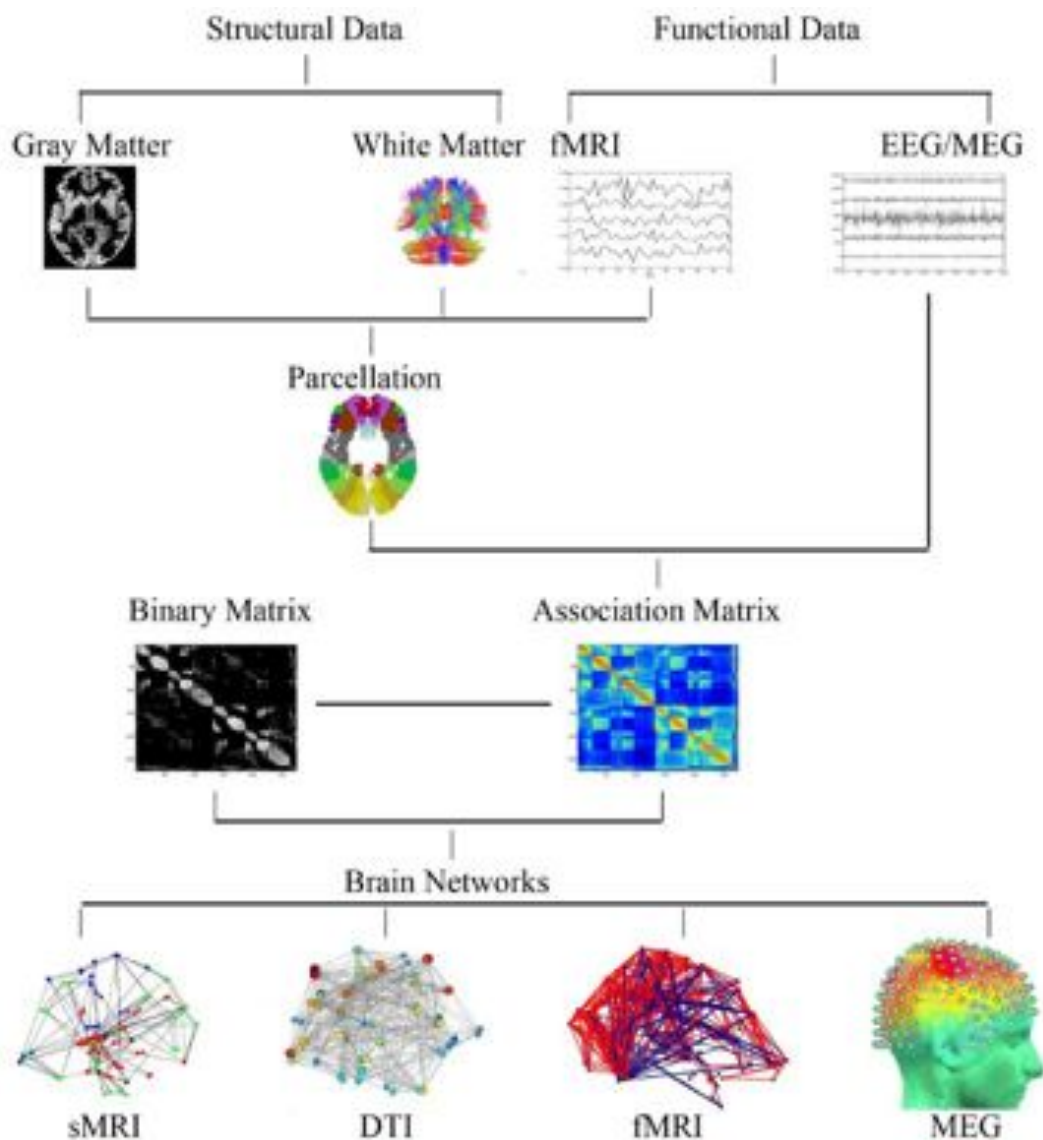 Structural Data
Functional Data
Gray Matter
White Matter
fMRI
EEG/MEG
Parcellation
Binary Matrix
Association Matrix
Brain Networks
sMRI
DTI
fMRI
MEG